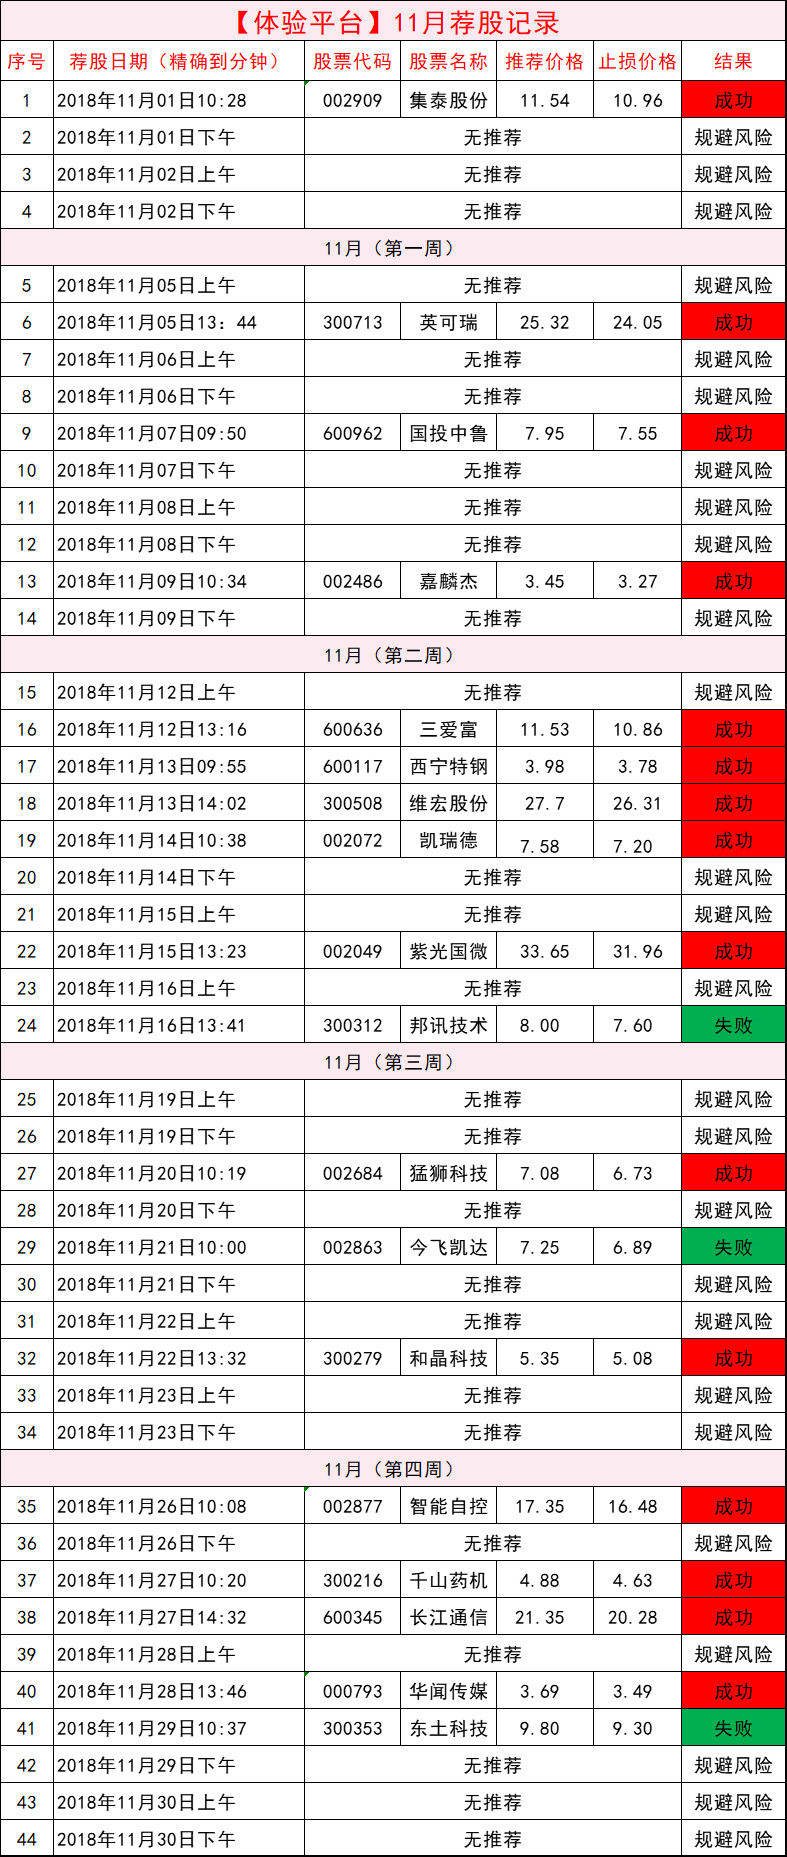 【体验平台】11月荐股记录
序号 荐股日期（精确到分钟） 股票代码 股票名称 推荐价格 止损价格 结果
1 2018年11月01日10:28 002909 集泰股份 11.54 10.96 成功
2 2018年11月01日下午 无推荐 规避风险
3 2018年11月02日上午 无推荐 规避风险
4 2018年11月02日下午 无推荐 规避风险
11月（第一周）
5 2018年11月05日上午 无推荐 规避风险
6 2018年11月05日13：44 300713 英可瑞 25.32 24.05 成功
7 2018年11月06日上午 无推荐 规避风险
8 2018年11月06日下午 无推荐 规避风险
9 2018年11月07日09:50 600962 国投中鲁 7.95 7.55 成功
10 2018年11月07日下午 无推荐 规避风险
11 2018年11月08日上午 无推荐 规避风险
12 2018年11月08日下午 无推荐 规避风险
13 2018年11月09日10:34 002486 嘉麟杰 3.45 3.27 成功
14 2018年11月09日下午 无推荐 规避风险
11月（第二周）
15 2018年11月12日上午 无推荐 规避风险
16 2018年11月12日13:16 600636 三爱富 11.53 10.86 成功
17 2018年11月13日09:55 600117 西宁特钢 3.98 3.78 成功
18 2018年11月13日14:02 300508 维宏股份 27.7 26.31 成功
19 2018年11月14日10:38 002072 凯瑞德 7.58 7.20 成功
20 2018年11月14日下午 无推荐 规避风险
21 2018年11月15日上午 无推荐 规避风险
22 2018年11月15日13:23 002049 紫光国微 33.65 31.96 成功
23 2018年11月16日上午 无推荐 规避风险
24 2018年11月16日13:41 300312 邦讯技术 8.00 7.60 失败
11月（第三周）
25 2018年11月19日上午 无推荐 规避风险
26 2018年11月19日下午 无推荐 规避风险
27 2018年11月20日10:19 002684 猛狮科技 7.08 6.73 成功
28 2018年11月20日下午 无推荐 规避风险
29 2018年11月21日10:00 002863 今飞凯达 7.25 6.89 失败
30 2018年11月21日下午 无推荐 规避风险
31 2018年11月22日上午 无推荐 规避风险
32 2018年11月22日13:32 300279 和晶科技 5.35 5.08 成功
33 2018年11月23日上午 无推荐 规避风险
34 2018年11月23日下午 无推荐 规避风险
11月（第四周）
35 2018年11月26日10:08 002877 智能自控 17.35 16.48 成功
36 2018年11月26日下午 无推荐 规避风险
37 2018年11月27日10:20 300216 千山药机 4.88 4.63 成功
38 2018年11月27日14:32 600345 长江通信 21.35 20.28 成功
39 2018年11月28日上午 无推荐 规避风险
40 2018年11月28日13:46 000793 华闻传媒 3.69 3.49 成功
41 2018年11月29日10:37 300353 东土科技 9.80 9.30 失败
42 2018年11月29日下午 无推荐 规避风险
43 2018年11月30日上午 无推荐 规避风险
44 2018年11月30日下午 无推荐 规避风险